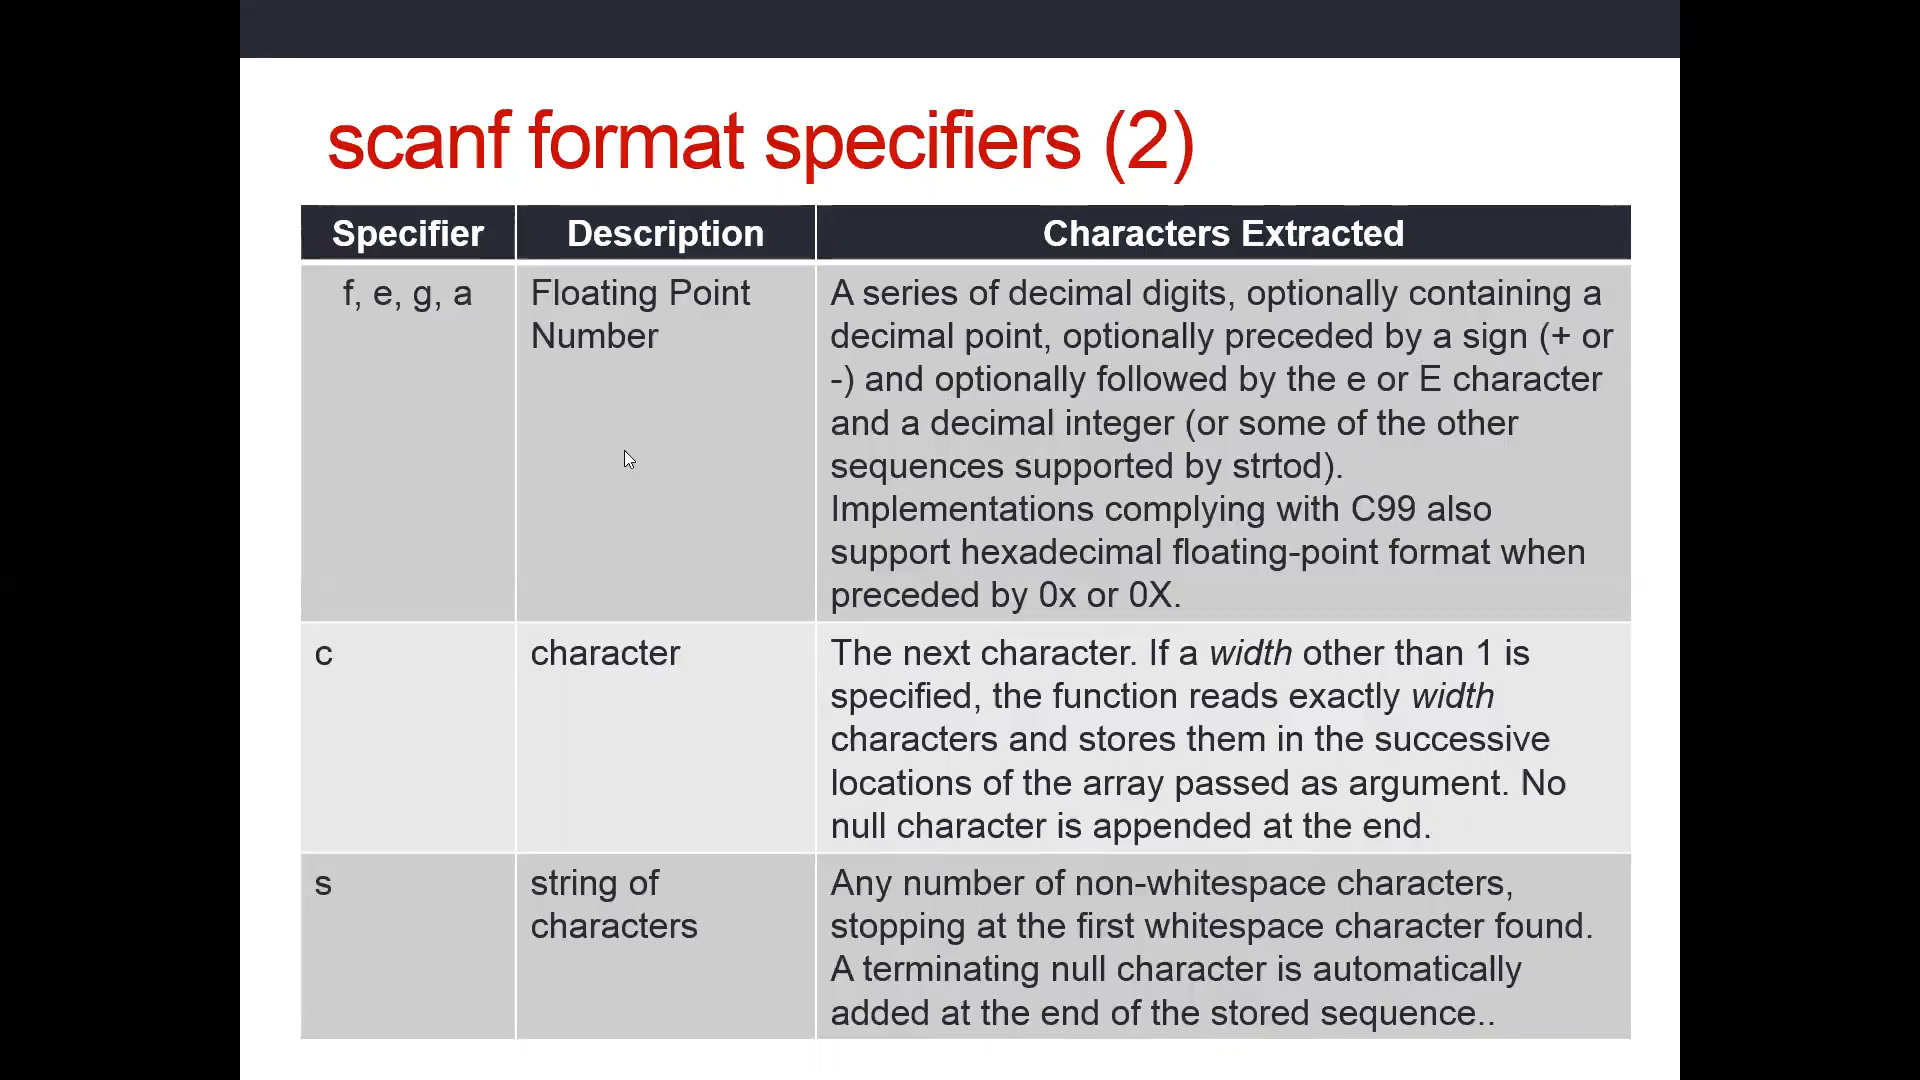 scanf format specifiers (2)
Specifier Description Characters Extracted
f, e, g, a
Floating Point
Number
A series of decimal digits, optionally containing a
decimal point, optionally preceded by a sign (+ or
-) and optionally followed by the e or E character
and a decimal integer (or some of the other
sequences supported by strtod).
Implementations complying with C99 also
support hexadecimal floating-point format when
preceded by 0x or 0X.
c
character
The next character. If a width other than 1 is
specified, the function reads exactly width
characters and stores them in the successive
locations of the array passed as argument. No
null character is appended at the end.
s
string of
characters
Any number of non-whitespace characters,
stopping at the first whitespace character found.
A terminating null character is automatically
added at the end of the stored sequence..